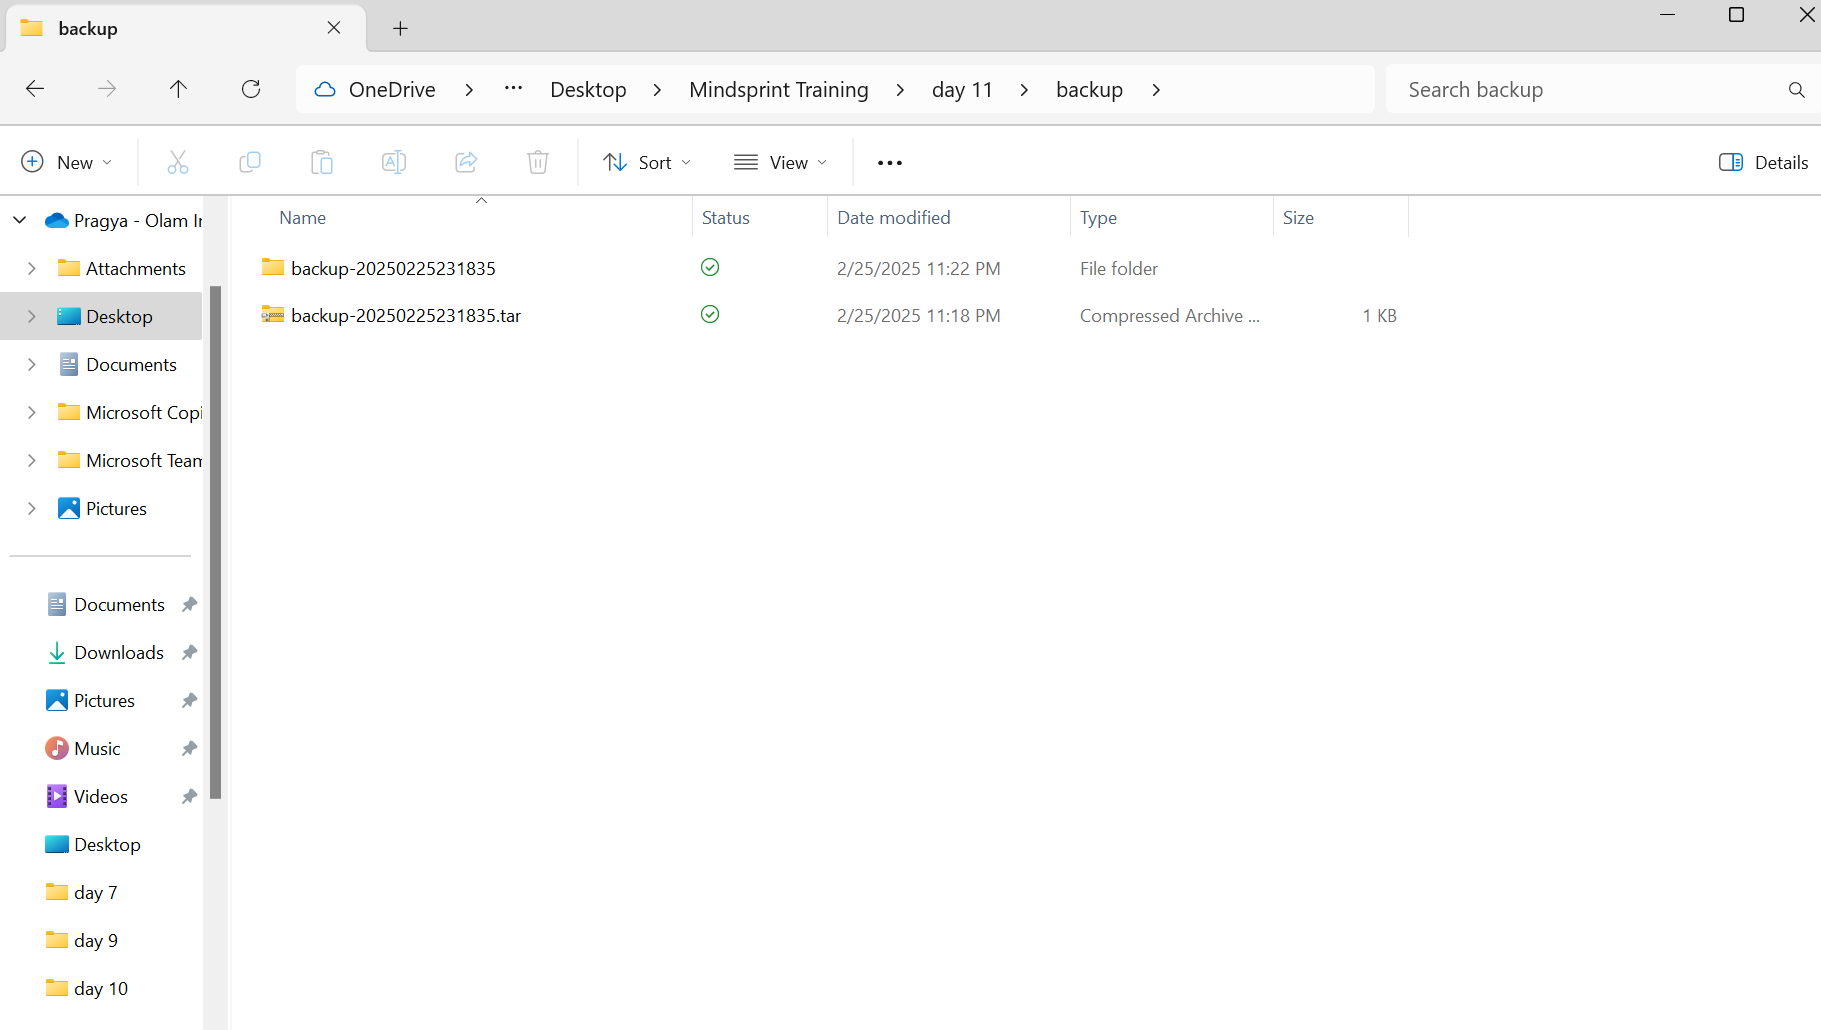 backup
OneDrive > ... Desktop > Mindsprint Training > day 11 > backup >
Search backup
New
Sort
View
Details
Name Status Date modified Type Size
backup-20250225231835 2/25/2025 11:22 PM File folder
backup-20250225231835.tar 2/25/2025 11:18 PM Compressed Archive ... 1 KB
Pragya - Olam Ir
Attachments
Desktop
Documents
Microsoft Copi
Microsoft Team
Pictures
Documents
Downloads
Pictures
Music
Videos
Desktop
day 7
day 9
day 10